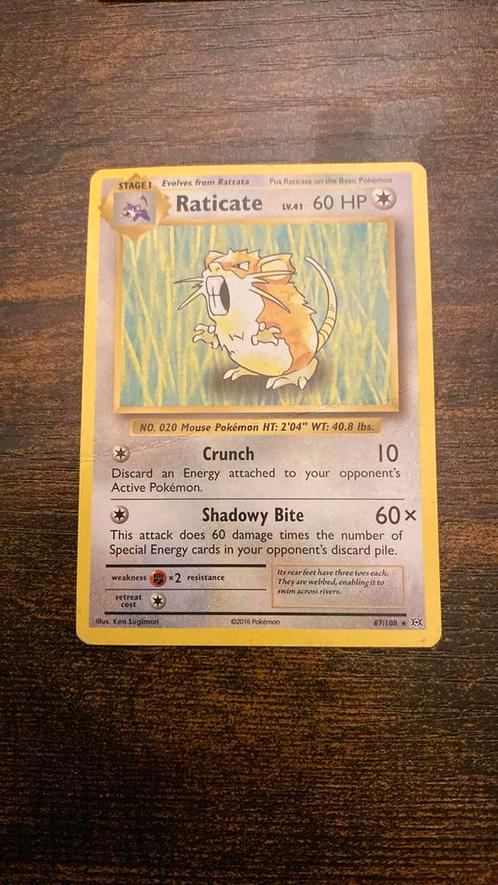 STAGE 1 Evolves from Rattata Put Raticate on the Basic Pokémon
Raticate LV.41 60 HP
NO. 020 Mouse Pokémon HT: 2'04" WT: 40.8 lbs.
Crunch 10
Discard an Energy attached to your opponent's
Active Pokémon.
Shadowy Bite 60×
This attack does 60 damage times the number of
Special Energy cards in your opponent's discard pile.
weakness ×2 resistance
retreat
cost
Its rear feet have three toes each.
They are webbed, enabling it to
swim across rivers.
Illus. Ken Sugimori ©2016 Pokémon 67/108 ★